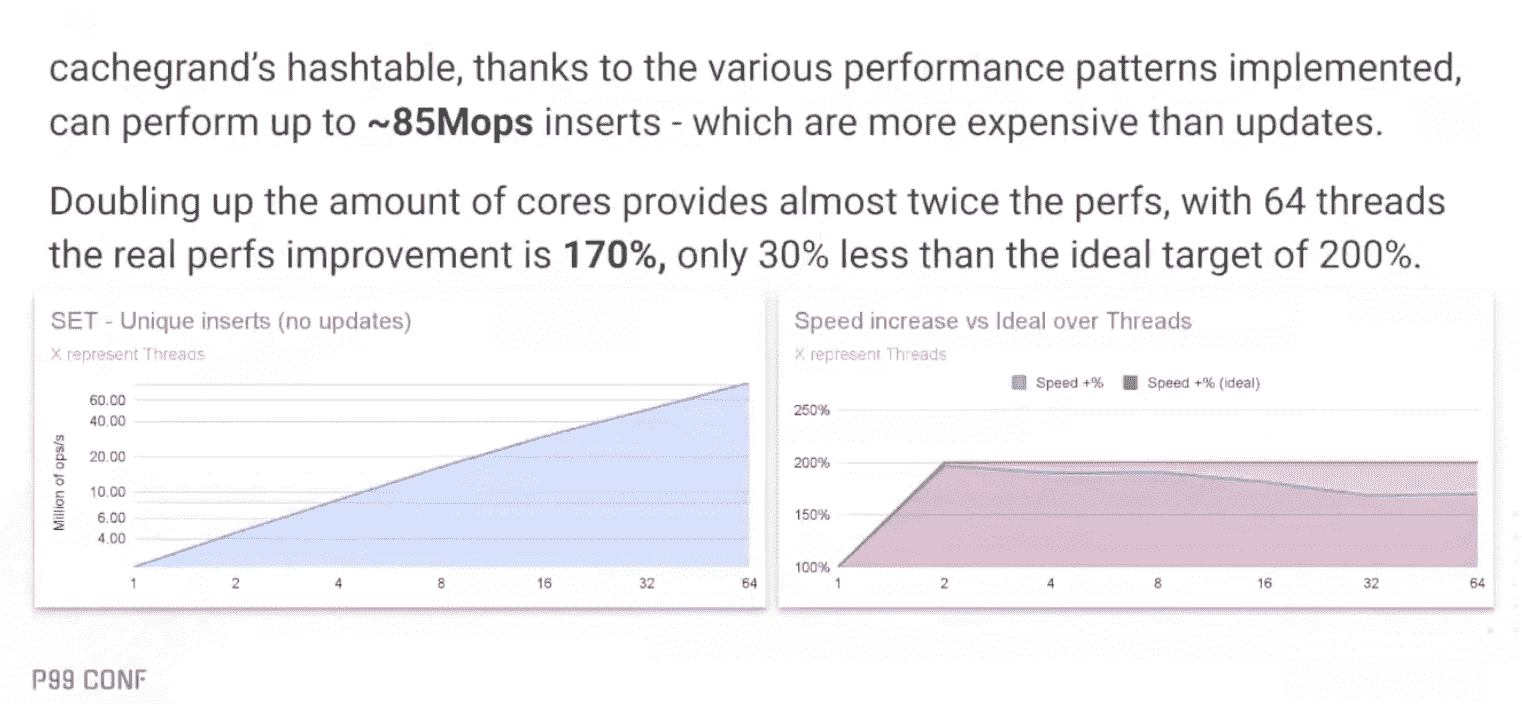 cachegrand's hashtable, thanks to the various performance patterns implemented,
can perform up to ~85Mops inserts - which are more expensive than updates.
Doubling up the amount of cores provides almost twice the perfs, with 64 threads
the real perfs improvement is 170%, only 30% less than the ideal target of 200%.
SET - Unique inserts (no updates)
X represent Threads
Million of ops/s
60.00
40.00
20.00
10.00
6.00
4.00
1 2 4 8 16 32 64
Speed increase vs Ideal over Threads
X represent Threads
Speed +% Speed +% (ideal)
250%
200%
150%
100%
1 2 4 8 16 32 64
P99 CONF